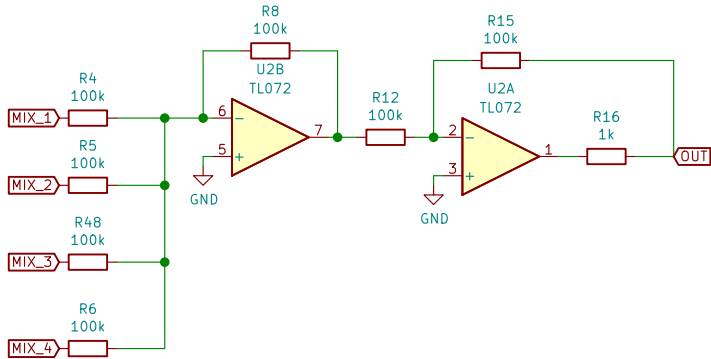 R8
100k
R15
100k
R4
100k
U2B
TL072
U2A
TL072
R12
100k
R16
1k
MIX_1
6
−
7
5
+
GND
2
−
1
3
+
GND
OUT
R5
100k
MIX_2
R48
100k
MIX_3
R6
100k
MIX_4